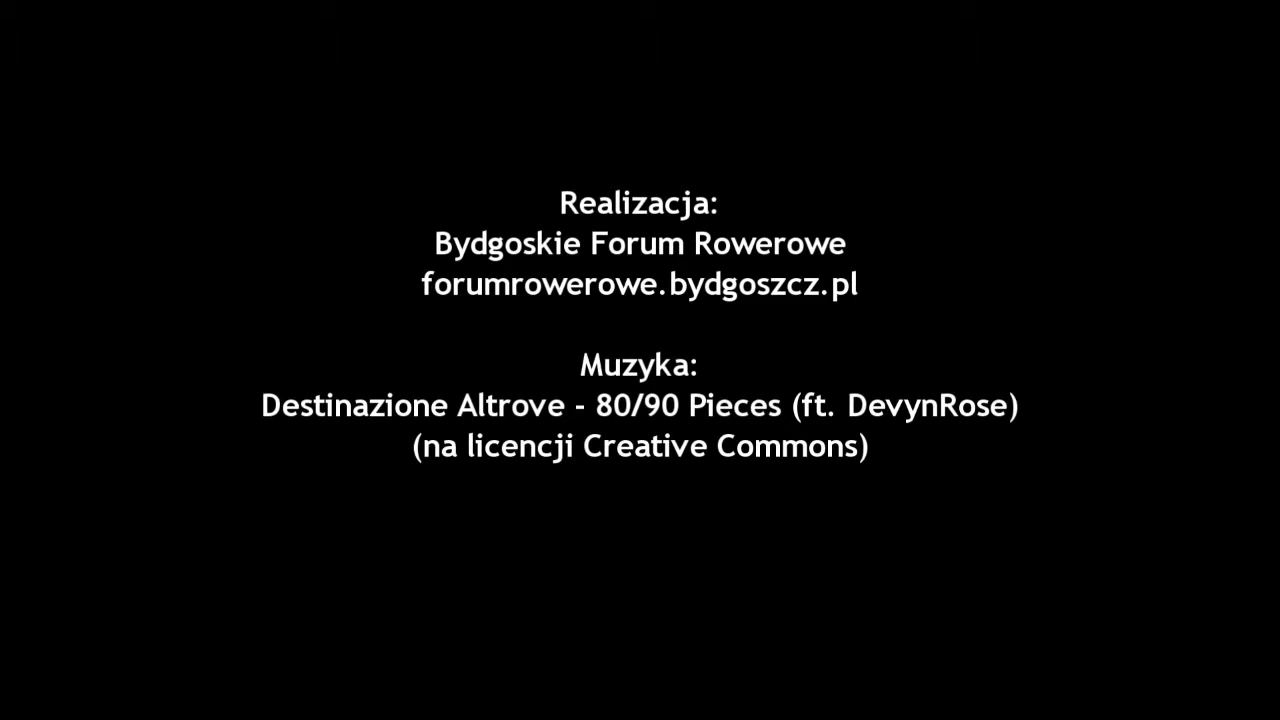 Realizacja:
Bydgoskie Forum Rowerowe
forumrowerowe.bydgoszcz.pl
Muzyka:
Destinazione Altrove - 80/90 Pieces (ft. DevynRose)
(na licencji Creative Commons)